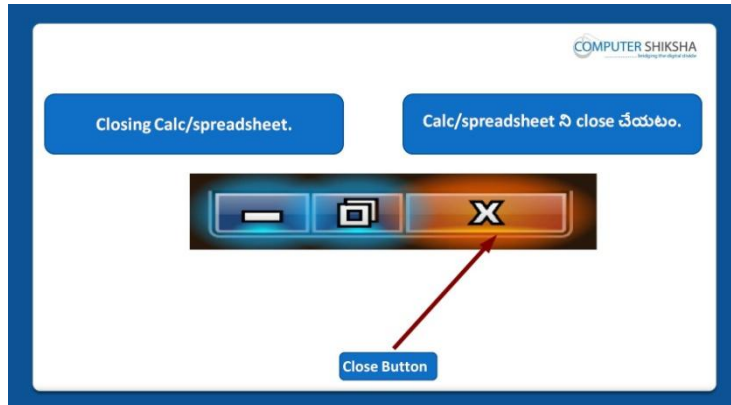 COMPUTER SHIKSHA
bridging the digital divide
Closing Calc/spreadsheet.
Calc/spreadsheet ని close చేయటం.
X
Close Button